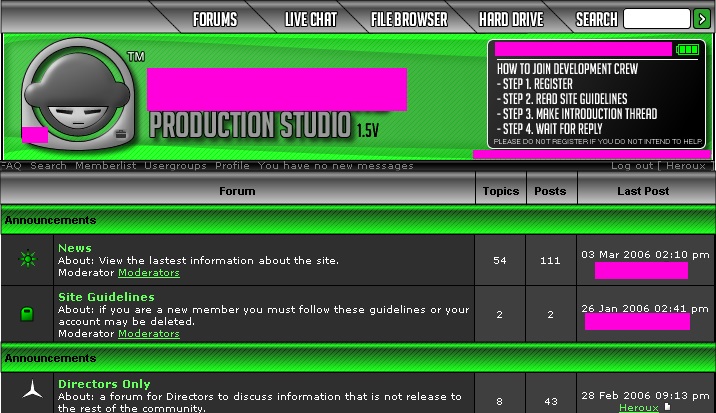 FORUMS LIVE CHAT FILE BROWSER HARD DRIVE SEARCH
TM
PRODUCTION STUDIO 1.5V
HOW TO JOIN DEVELOPMENT CREW
- STEP 1. REGISTER
- STEP 2. READ SITE GUIDELINES
- STEP 3. MAKE INTRODUCTION THREAD
- STEP 4. WAIT FOR REPLY
PLEASE DO NOT REGISTER IF YOU DO NOT INTEND TO HELP
FAQ Search Memberlist Usergroups Profile You have no new messages Log out [ Heroux ]
Forum Topics Posts Last Post
Announcements
News
About: View the lastest information about the site.
Moderator Moderators
54 111 03 Mar 2006 02:10 pm
Site Guidelines
About: if you are a new member you must follow these guidelines or your
account may be deleted.
Moderator Moderators
2 2 26 Jan 2006 02:41 pm
Announcements
Directors Only
About: a forum for Directors to discuss information that is not release to
the rest of the community.
8 43 28 Feb 2006 09:13 pm
Heroux